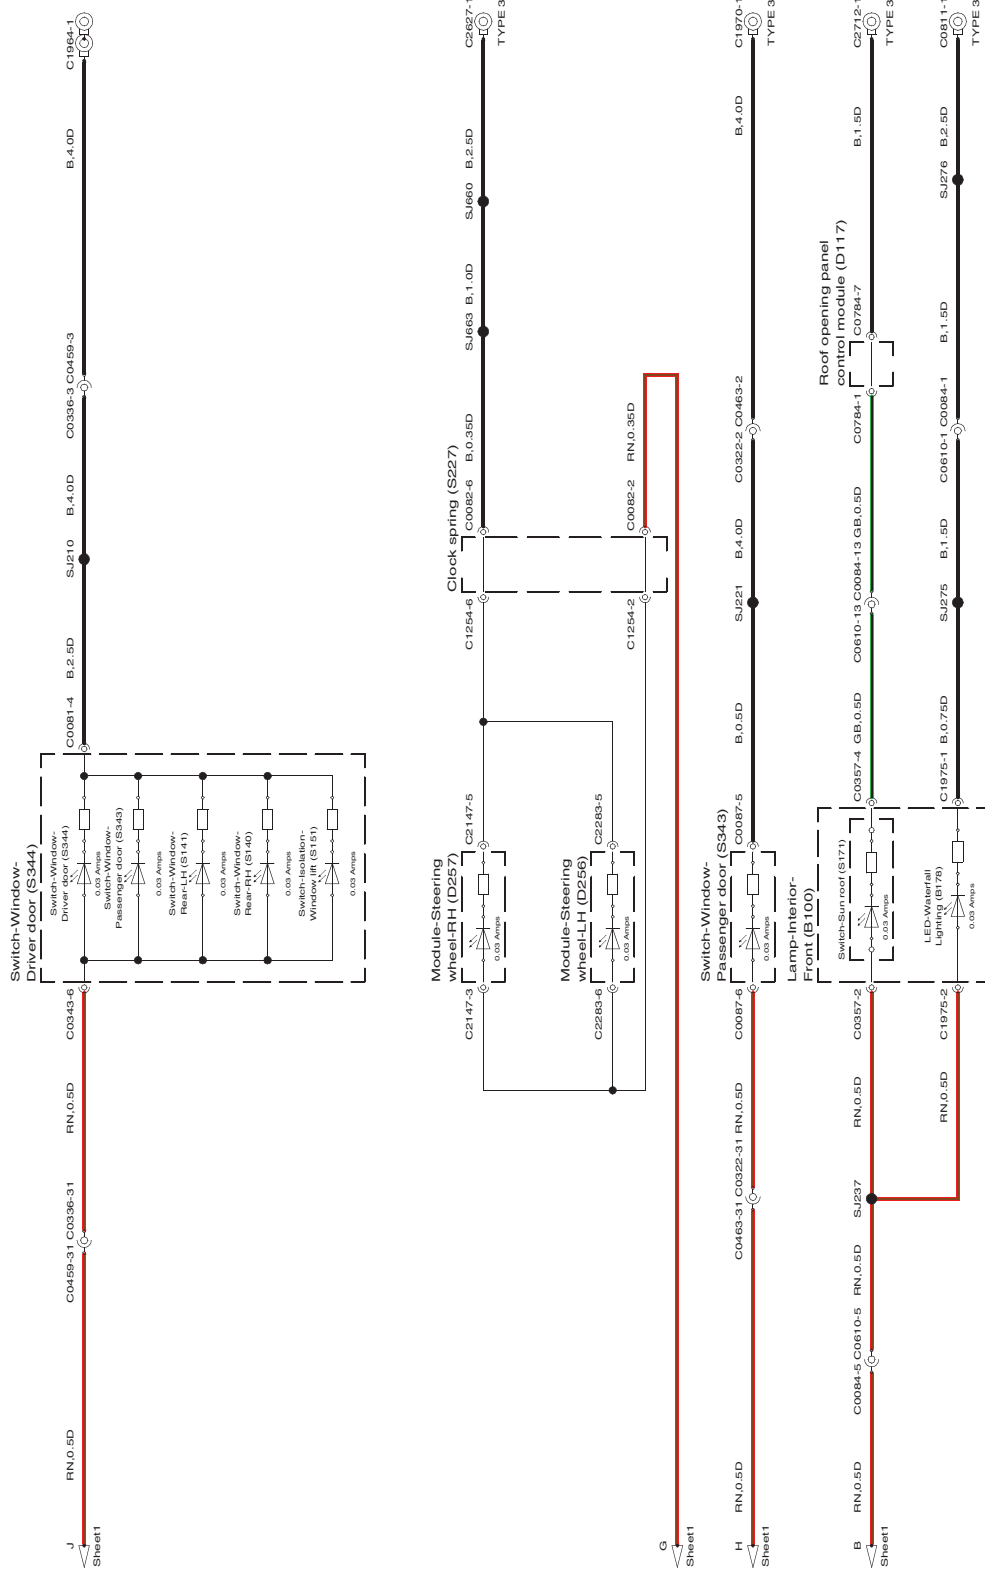 J
Sheet1
RN,0.5D
C0459-31
C0336-31
RN,0.5D
C0343-6
Switch-Window-
Driver door (S344)
Switch-Window-
Driver door (S344)
0.03 Amps
Switch-Window-
Passenger door (S343)
0.03 Amps
Switch-Window-
Rear-LH (S141)
0.03 Amps
Switch-Window-
Rear-RH (S140)
0.03 Amps
Switch-Isolation-
Window lift (S151)
0.03 Amps
C0081-4
B,2.5D
SJ210
B,4.0D
C0336-3
C0459-3
B,4.0D
C1964-1
C2147-3
Module-Steering
wheel-RH (D257)
0.03 Amps
C2147-5
C1254-6
Clock spring (S227)
C0082-6
B,0.35D
SJ663
B,1.0D
SJ660
B,2.5D
C2627-1
TYPE 3
C2283-6
Module-Steering
wheel-LH (D256)
0.03 Amps
C2283-5
C1254-2
C0082-2
RN,0.35D
G
Sheet1
H
Sheet1
RN,0.5D
C0463-31
C0322-31
RN,0.5D
C0087-6
Switch-Window-
Passenger door (S343)
0.03 Amps
C0087-5
B,0.5D
SJ221
B,4.0D
C0322-2
C0463-2
B,4.0D
C1970-1
TYPE 3
B
Sheet1
RN,0.5D
C0084-5
C0610-5
RN,0.5D
SJ237
RN,0.5D
C0357-2
Lamp-Interior-
Front (B100)
Switch-Sun roof (S171)
0.03 Amps
C0357-4
GB,0.5D
C0610-13
C0084-13
GB,0.5D
C0784-1
Roof opening panel
control module (D117)
C0784-7
B,1.5D
C2712-1
TYPE 3
RN,0.5D
C1975-2
LED-Waterfall
Lighting (B178)
0.03 Amps
C1975-1
B,0.75D
SJ275
B,1.5D
C0610-1
C0084-1
B,1.5D
SJ276
B,2.5D
C0811-1
TYPE 3